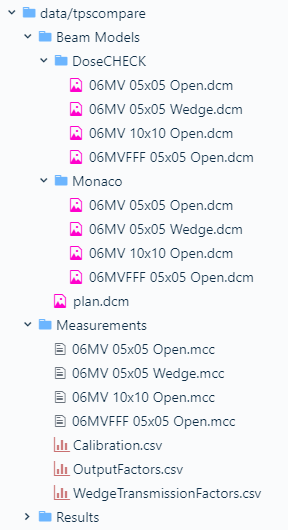 data/tpscompare
Beam Models
DoseCHECK
06MV 05x05 Open.dcm
06MV 05x05 Wedge.dcm
06MV 10x10 Open.dcm
06MVFFF 05x05 Open.dcm
Monaco
06MV 05x05 Open.dcm
06MV 05x05 Wedge.dcm
06MV 10x10 Open.dcm
06MVFFF 05x05 Open.dcm
plan.dcm
Measurements
06MV 05x05 Open.mcc
06MV 05x05 Wedge.mcc
06MV 10x10 Open.mcc
06MVFFF 05x05 Open.mcc
Calibration.csv
OutputFactors.csv
WedgeTransmissionFactors.csv
Results